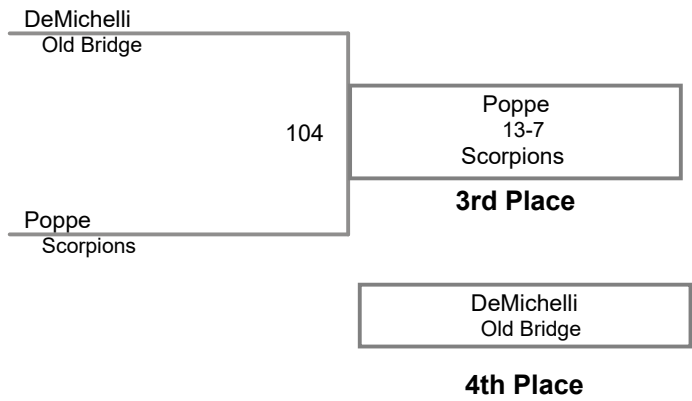 DeMichelli
Old Bridge
104
Poppe
13-7
Scorpions
3rd Place
Poppe
Scorpions
DeMichelli
Old Bridge
4th Place